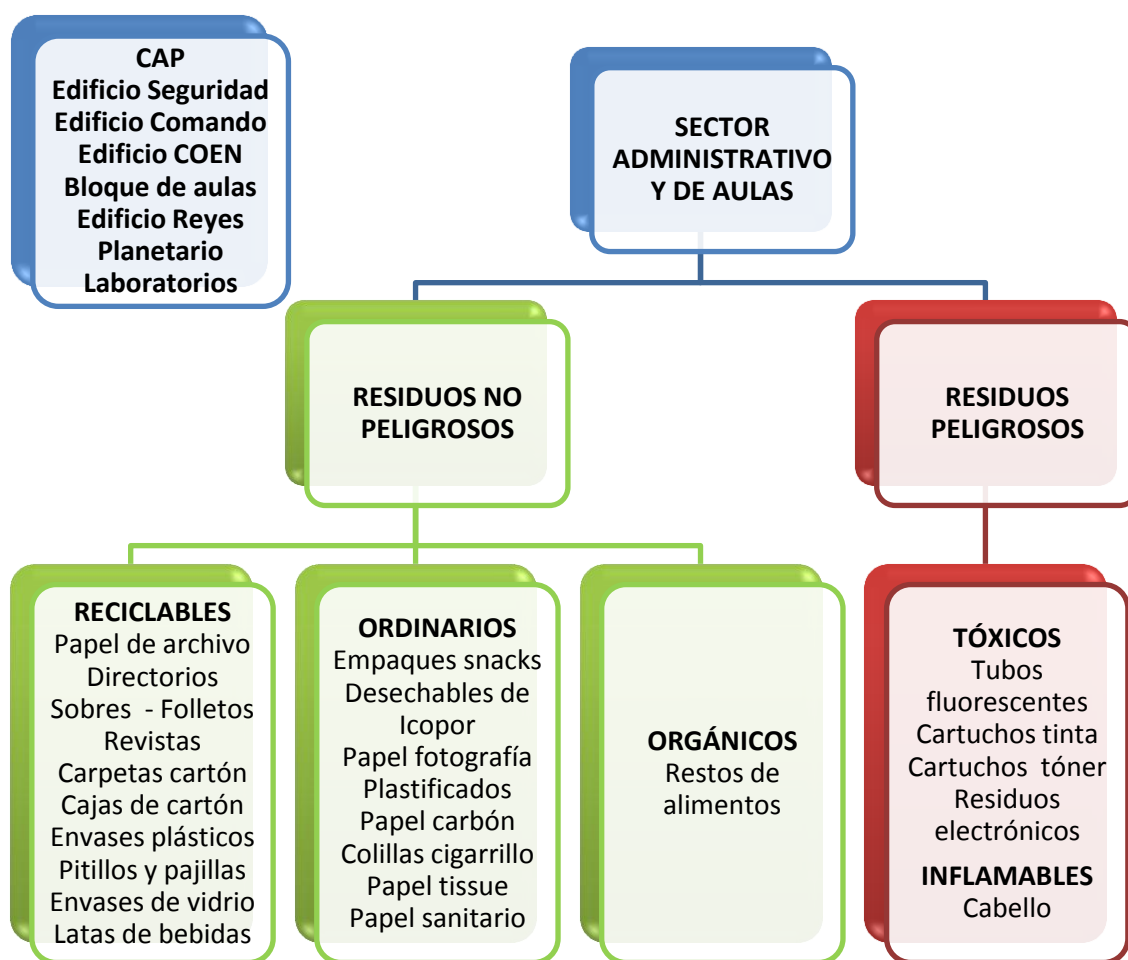 CAP
Edificio Seguridad
Edificio Comando
Edificio COEN
Bloque de aulas
Edificio Reyes
Planetario
Laboratorios
SECTOR
ADMINISTRATIVO
Y DE AULAS
RESIDUOS NO
PELIGROSOS
RESIDUOS
PELIGROSOS
RECICLABLES
Papel de archivo
Directorios
Sobres - Folletos
Revistas
Carpetas cartón
Cajas de cartón
Envases plásticos
Pitillos y pajillas
Envases de vidrio
Latas de bebidas
ORDINARIOS
Empaques snacks
Desechables de
Icopor
Papel fotografía
Plastificados
Papel carbón
Colillas cigarrillo
Papel tissue
Papel sanitario
ORGÁNICOS
Restos de
alimentos
TÓXICOS
Tubos
fluorescentes
Cartuchos tinta
Cartuchos tóner
Residuos
electrónicos
INFLAMABLES
Cabello